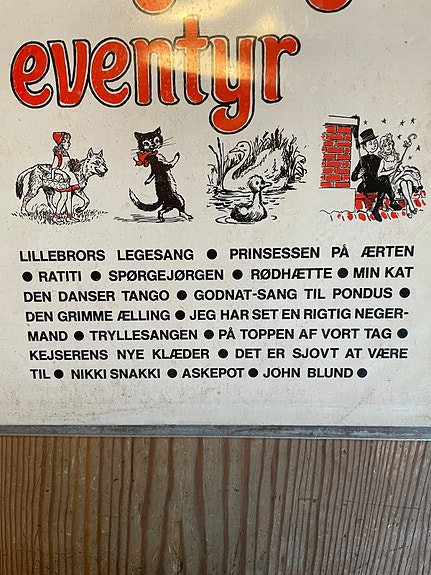 eventyr
LILLEBRORS LEGESANG ● PRINSESSEN PÅ ÆRTEN
● RATITI ● SPØRGEJØRGEN ● RØDHÆTTE ● MIN KAT
DEN DANSER TANGO ● GODNAT-SANG TIL PONDUS ●
DEN GRIMME ÆLLING ● JEG HAR SET EN RIGTIG NEGER-
MAND ● TRYLLESANGEN ● PÅ TOPPEN AF VORT TAG ●
KEJSERENS NYE KLÆDER ● DET ER SJOVT AT VÆRE
TIL ● NIKKI SNAKKI ● ASKEPOT ● JOHN BLUND ●